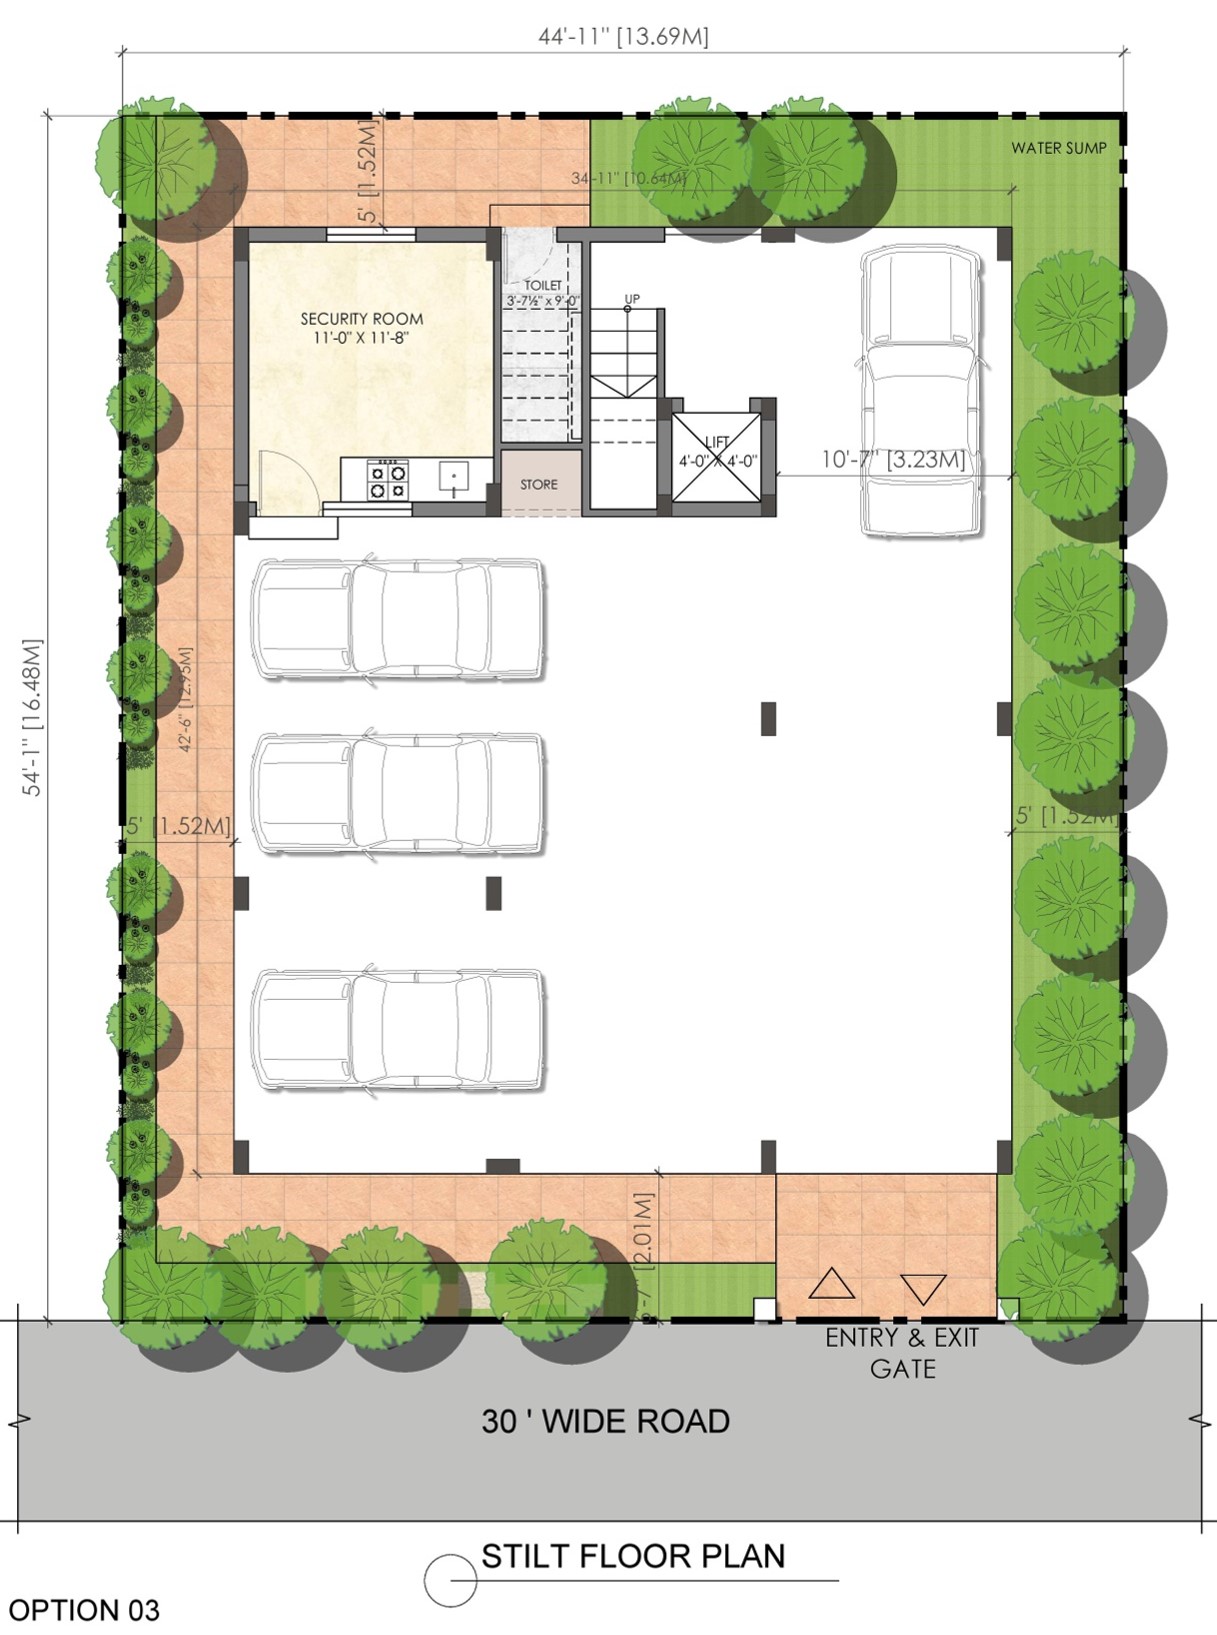 44'-11" [13.69M]
WATER SUMP
5' [1.52M]
34-11" [10.64M]
TOILET
3'-7½" x 9'-0"
UP
SECURITY ROOM
11'-0" X 11'-8"
LIFT
4'-0" X 4'-0"
10'-7" [3.23M]
STORE
54'-1" [16.48M]
42'-6" [12.95M]
5' [1.52M]
5' [1.52M]
[2.01M]
ENTRY & EXIT
GATE
30 ' WIDE ROAD
STILT FLOOR PLAN
OPTION 03